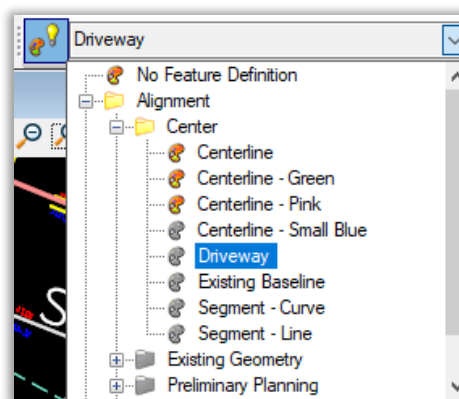 Driveway
No Feature Definition
Alignment
Center
Centerline
Centerline - Green
Centerline - Pink
Centerline - Small Blue
Driveway
Existing Baseline
Segment - Curve
Segment - Line
Existing Geometry
Preliminary Planning